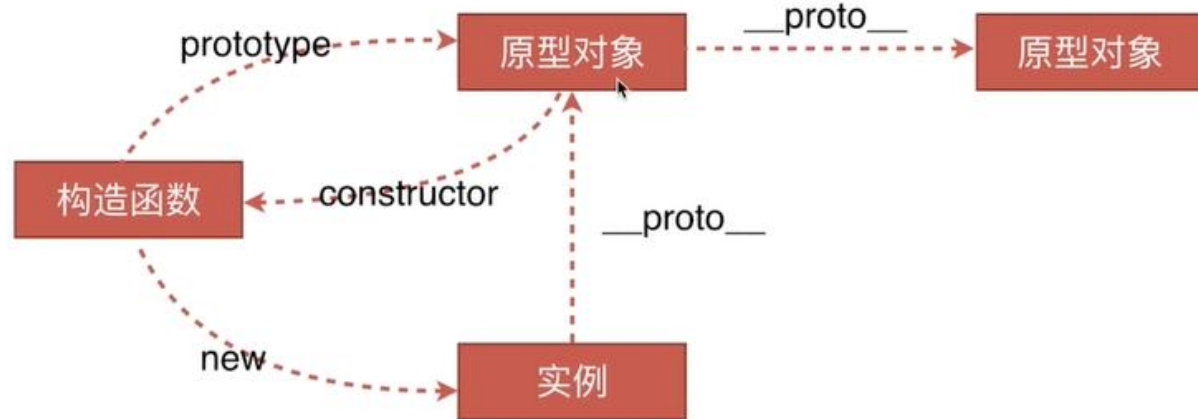 prototype
原型对象
__proto__
原型对象
构造函数
constructor
__proto__
new
实例